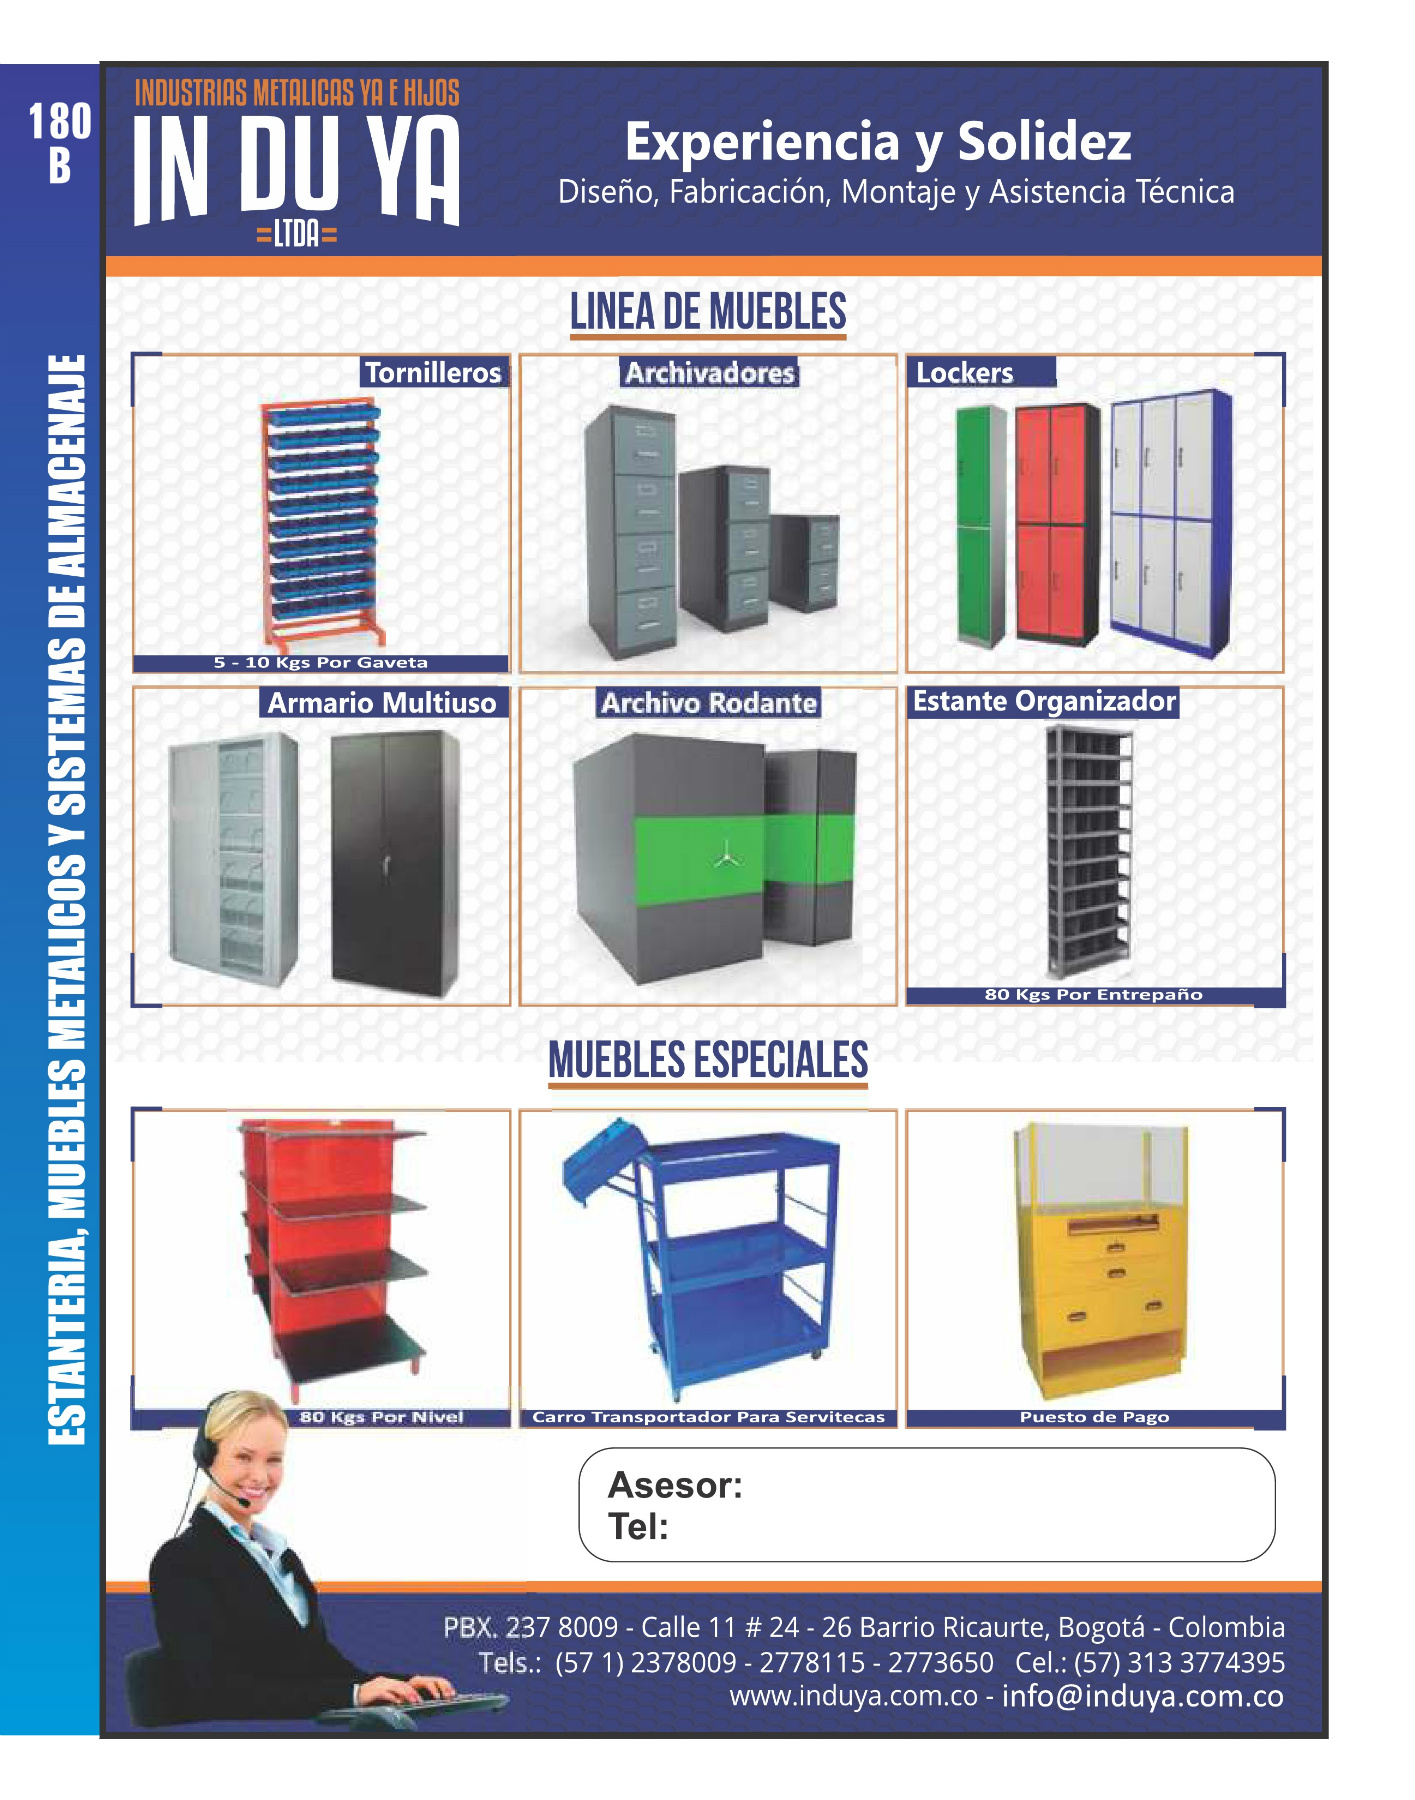 180
B
ESTANTERIA, MUEBLES METALICOS Y SISTEMAS DE ALMACENAJE
INDUSTRIAS METALICAS YA E HIJOS
IN DU YA
=LTDA=
Experiencia y Solidez
Diseño, Fabricación, Montaje y Asistencia Técnica
LINEA DE MUEBLES
Tornilleros
5 - 10 Kgs Por Gaveta
Archivadores
Lockers
Armario Multiuso
Archivo Rodante
Estante Organizador
80 Kgs Por Entrepaño
MUEBLES ESPECIALES
80 Kgs Por Nivel
Carro Transportador Para Servitecas
Puesto de Pago
Asesor:
Tel:
PBX. 237 8009 - Calle 11 # 24 - 26 Barrio Ricaurte, Bogotá - Colombia
Tels.: (57 1) 2378009 - 2778115 - 2773650 Cel.: (57) 313 3774395
www.induya.com.co - info@induya.com.co